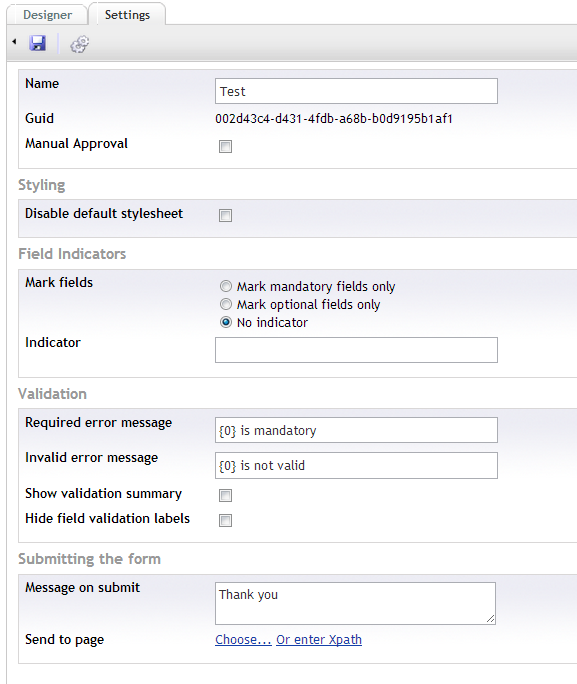 Designer Settings
Name Test
Guid 002d43c4-d431-4fdb-a68b-b0d9195b1af1
Manual Approval
Styling
Disable default stylesheet
Field Indicators
Mark fields Mark mandatory fields only
Mark optional fields only
No indicator
Indicator
Validation
Required error message {0} is mandatory
Invalid error message {0} is not valid
Show validation summary
Hide field validation labels
Submitting the form
Message on submit Thank you
Send to page Choose... Or enter Xpath